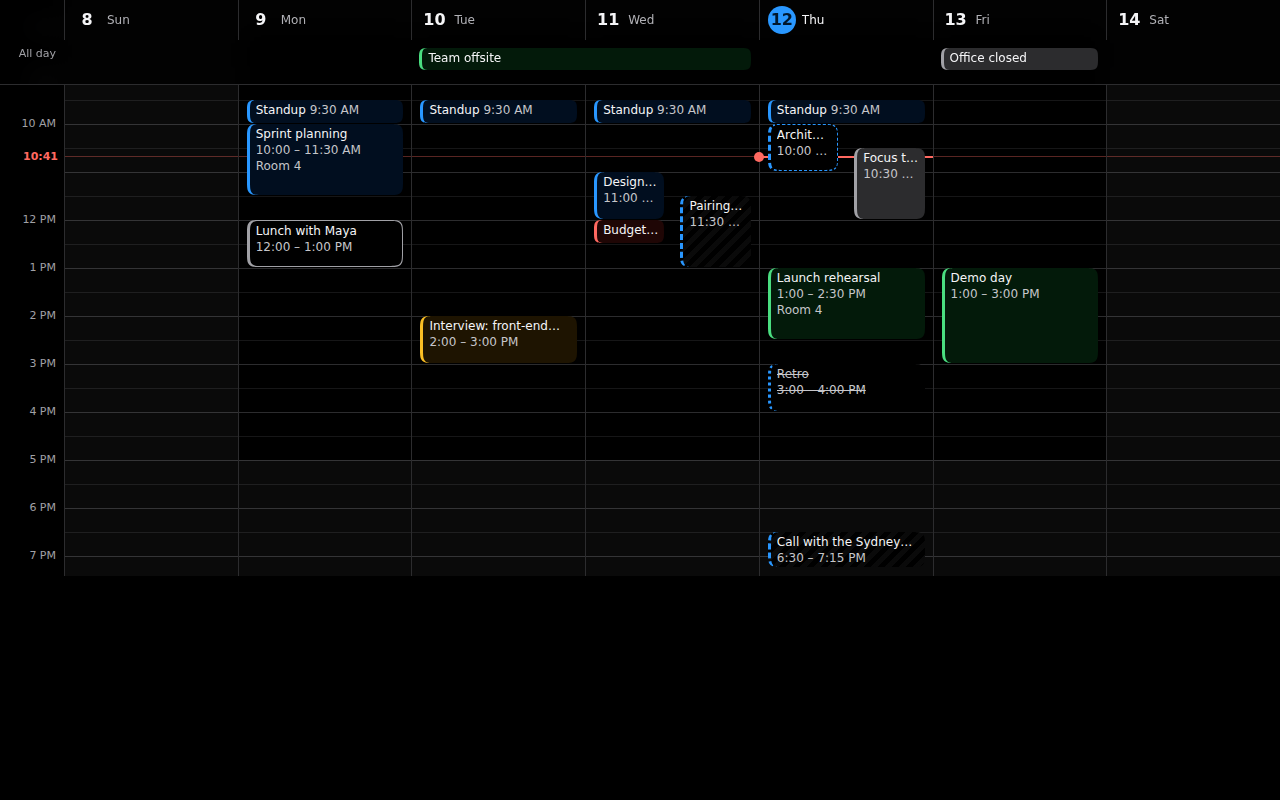 8 Sun
9 Mon
10 Tue
11 Wed
12 Thu
13 Fri
14 Sat
All day
Team offsite
Office closed
10 AM
10:41
12 PM
1 PM
2 PM
3 PM
4 PM
5 PM
6 PM
7 PM
Standup 9:30 AM
Sprint planning
10:00 – 11:30 AM
Room 4
Lunch with Maya
12:00 – 1:00 PM
Standup 9:30 AM
Interview: front-end…
2:00 – 3:00 PM
Standup 9:30 AM
Design…
11:00 …
Pairing…
11:30 …
Budget…
Standup 9:30 AM
Archit…
10:00 …
Focus t…
10:30 …
Launch rehearsal
1:00 – 2:30 PM
Room 4
Retro
3:00 – 4:00 PM
Call with the Sydney…
6:30 – 7:15 PM
Demo day
1:00 – 3:00 PM